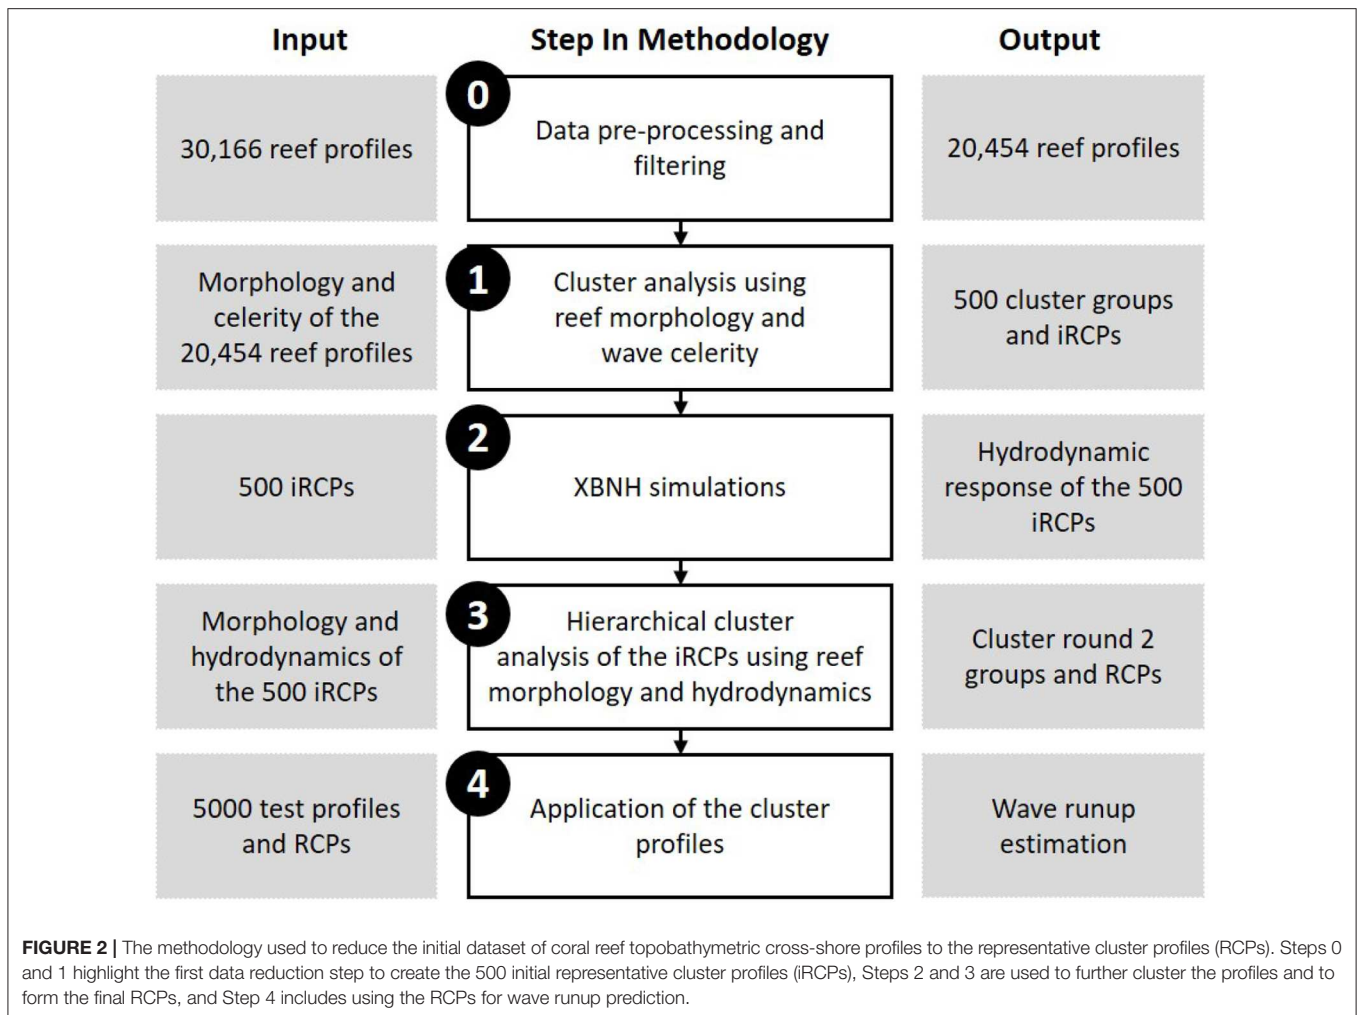 Input
Step In Methodology
Output
30,166 reef profiles
0
Data pre-processing and
filtering
20,454 reef profiles
Morphology and
celerity of the
20,454 reef profiles
1
Cluster analysis using
reef morphology and
wave celerity
500 cluster groups
and iRCPs
500 iRCPs
2
XBNH simulations
Hydrodynamic
response of the 500
iRCPs
Morphology and
hydrodynamics of
the 500 iRCPs
3
Hierarchical cluster
analysis of the iRCPs using reef
morphology and hydrodynamics
Cluster round 2
groups and RCPs
5000 test profiles
and RCPs
4
Application of the cluster
profiles
Wave runup
estimation
FIGURE 2 | The methodology used to reduce the initial dataset of coral reef topobathymetric cross-shore profiles to the representative cluster profiles (RCPs). Steps 0
and 1 highlight the first data reduction step to create the 500 initial representative cluster profiles (iRCPs), Steps 2 and 3 are used to further cluster the profiles and to
form the final RCPs, and Step 4 includes using the RCPs for wave runup prediction.